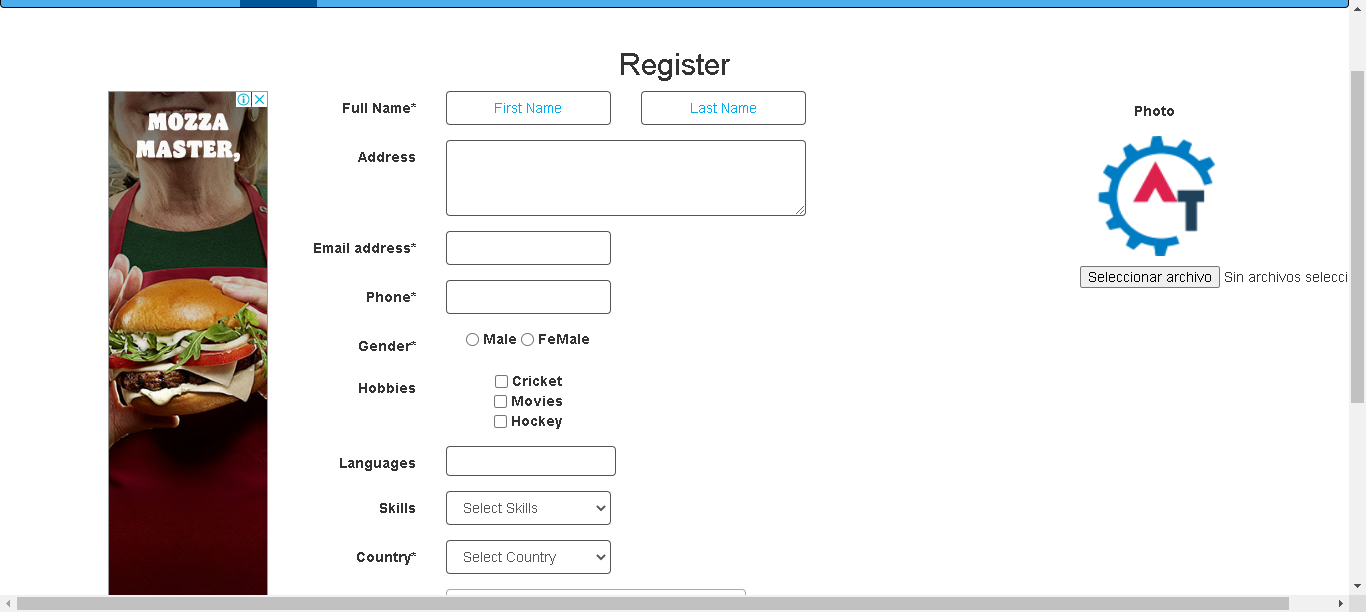 Register
MOZZA
MASTER,
Full Name* First Name Last Name
Address
Email address*
Phone*
Gender* Male FeMale
Hobbies Cricket
Movies
Hockey
Languages
Skills Select Skills
Country* Select Country
Photo
AT
Seleccionar archivo Sin archivos selecci